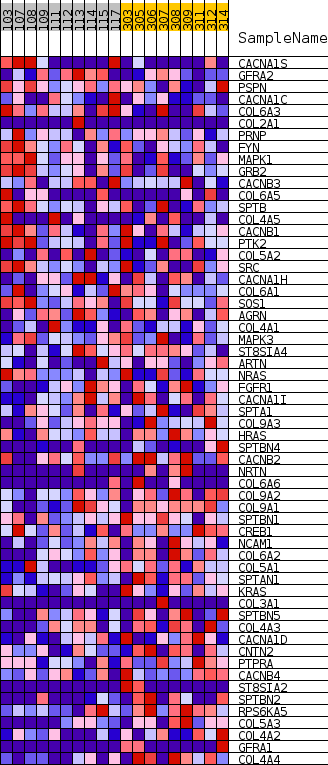 107 108 109 111 112 113 114 115 117 303 305 306 307 308 309 311 312 314
SampleName
CACNA1S
GFRA2
PSPN
CACNA1C
COL6A3
COL2A1
PRNP
FYN
MAPK1
GRB2
CACNB3
COL6A5
SPTB
COL4A5
CACNB1
PTK2
COL5A2
SRC
CACNA1H
COL6A1
SOS1
AGRN
COL4A1
MAPK3
ST8SIA4
ARTN
NRAS
FGFR1
CACNA1I
SPTA1
COL9A3
HRAS
SPTBN4
CACNB2
NRTN
COL6A6
COL9A2
COL9A1
SPTBN1
CREB1
NCAM1
COL6A2
COL5A1
SPTAN1
KRAS
COL3A1
SPTBN5
COL4A3
CACNA1D
CNTN2
PTPRA
CACNB4
ST8SIA2
SPTBN2
RPS6KA5
COL5A3
COL4A2
GFRA1
COL4A4